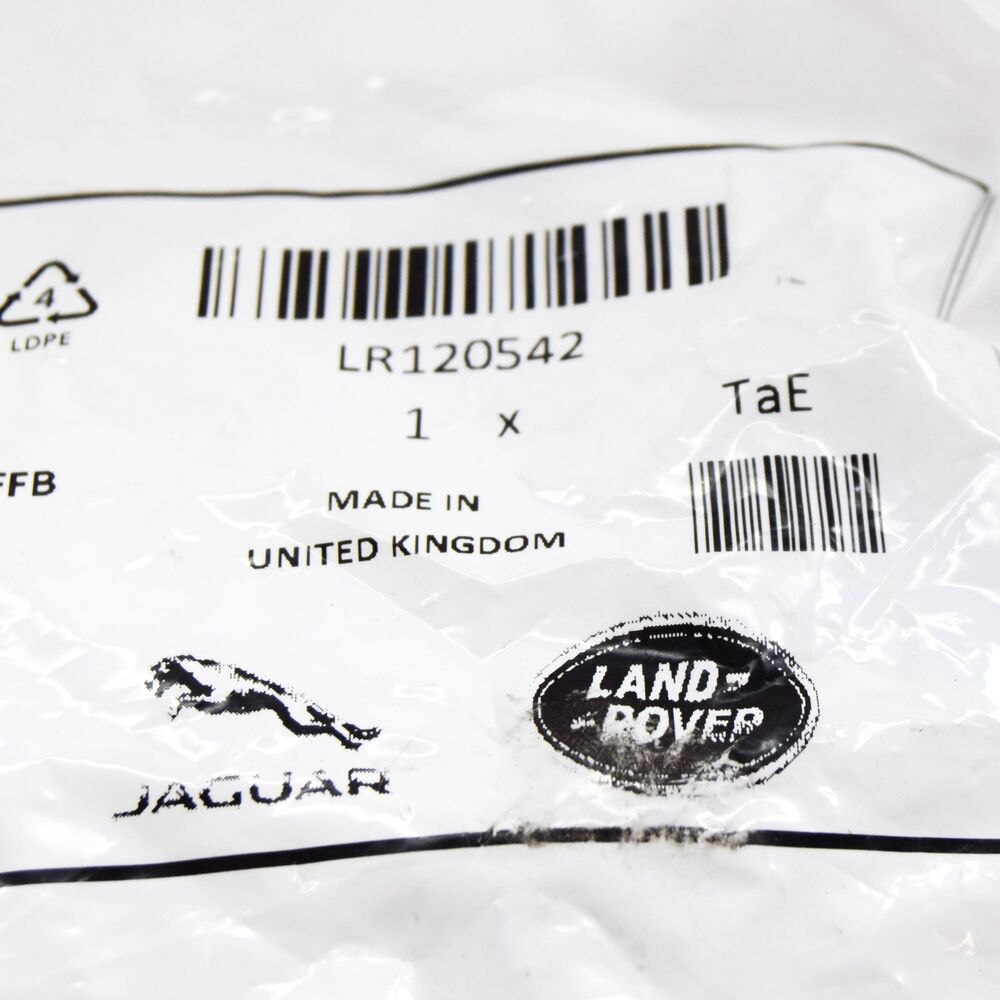 4
LDPE
LR120542
1 x
TaE
FFB
MADE IN
UNITED KINGDOM
JAGUAR
LAND-
-ROVER